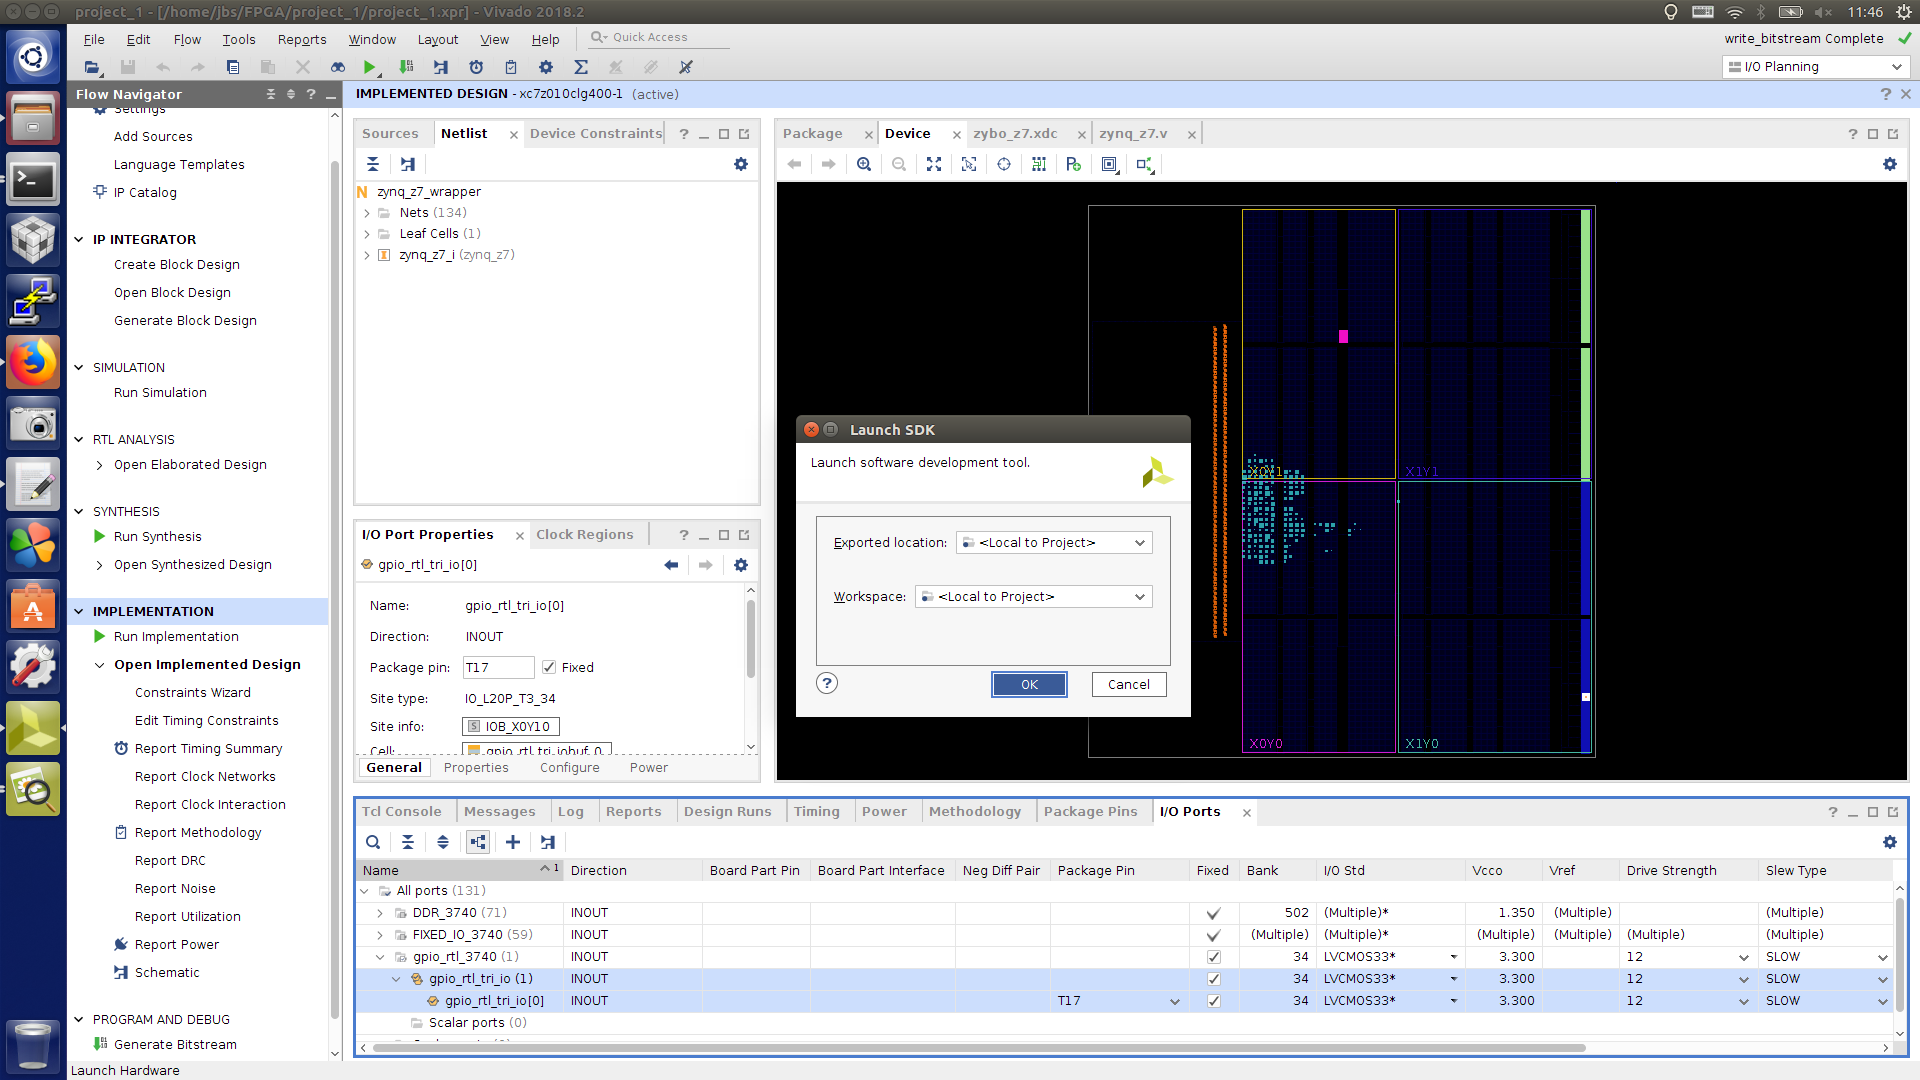 project_1 - [/home/jbs/FPGA/project_1/project_1.xpr] - Vivado 2018.2
11:46
File Edit Flow Tools Reports Window Layout View Help
Quick Access
write_bitstream Complete
I/O Planning
Flow Navigator
IMPLEMENTED DESIGN - xc7z010clg400-1 (active)
Settings
Add Sources
Language Templates
IP Catalog
IP INTEGRATOR
Create Block Design
Open Block Design
Generate Block Design
SIMULATION
Run Simulation
RTL ANALYSIS
Open Elaborated Design
SYNTHESIS
Run Synthesis
Open Synthesized Design
IMPLEMENTATION
Run Implementation
Open Implemented Design
Constraints Wizard
Edit Timing Constraints
Report Timing Summary
Report Clock Networks
Report Clock Interaction
Report Methodology
Report DRC
Report Noise
Report Utilization
Report Power
Schematic
PROGRAM AND DEBUG
Generate Bitstream
Launch Hardware
Sources Netlist Device Constraints
N zynq_z7_wrapper
Nets (134)
Leaf Cells (1)
zynq_z7_i (zynq_z7)
I/O Port Properties Clock Regions
gpio_rtl_tri_io[0]
Name: gpio_rtl_tri_io[0]
Direction: INOUT
Package pin: T17 Fixed
Site type: IO_L20P_T3_34
Site info: S IOB_X0Y10
Cell: gpio_rtl_tri_iobuf_0
General Properties Configure Power
Package Device zybo_z7.xdc zynq_z7.v
X0Y1 X1Y1
X0Y0 X1Y0
Launch SDK
Launch software development tool.
Exported location: <Local to Project>
Workspace: <Local to Project>
? OK Cancel
Tcl Console Messages Log Reports Design Runs Timing Power Methodology Package Pins I/O Ports
Name 1 Direction Board Part Pin Board Part Interface Neg Diff Pair Package Pin Fixed Bank I/O Std Vcco Vref Drive Strength Slew Type
All ports (131)
DDR_3740 (71) INOUT 502 (Multiple)* 1.350 (Multiple) (Multiple)
FIXED_IO_3740 (59) INOUT (Multiple) (Multiple)* (Multiple) (Multiple) (Multiple) (Multiple)
gpio_rtl_3740 (1) INOUT 34 LVCMOS33* 3.300 12 SLOW
gpio_rtl_tri_io (1) INOUT 34 LVCMOS33* 3.300 12 SLOW
gpio_rtl_tri_io[0] INOUT T17 34 LVCMOS33* 3.300 12 SLOW
Scalar ports (0)